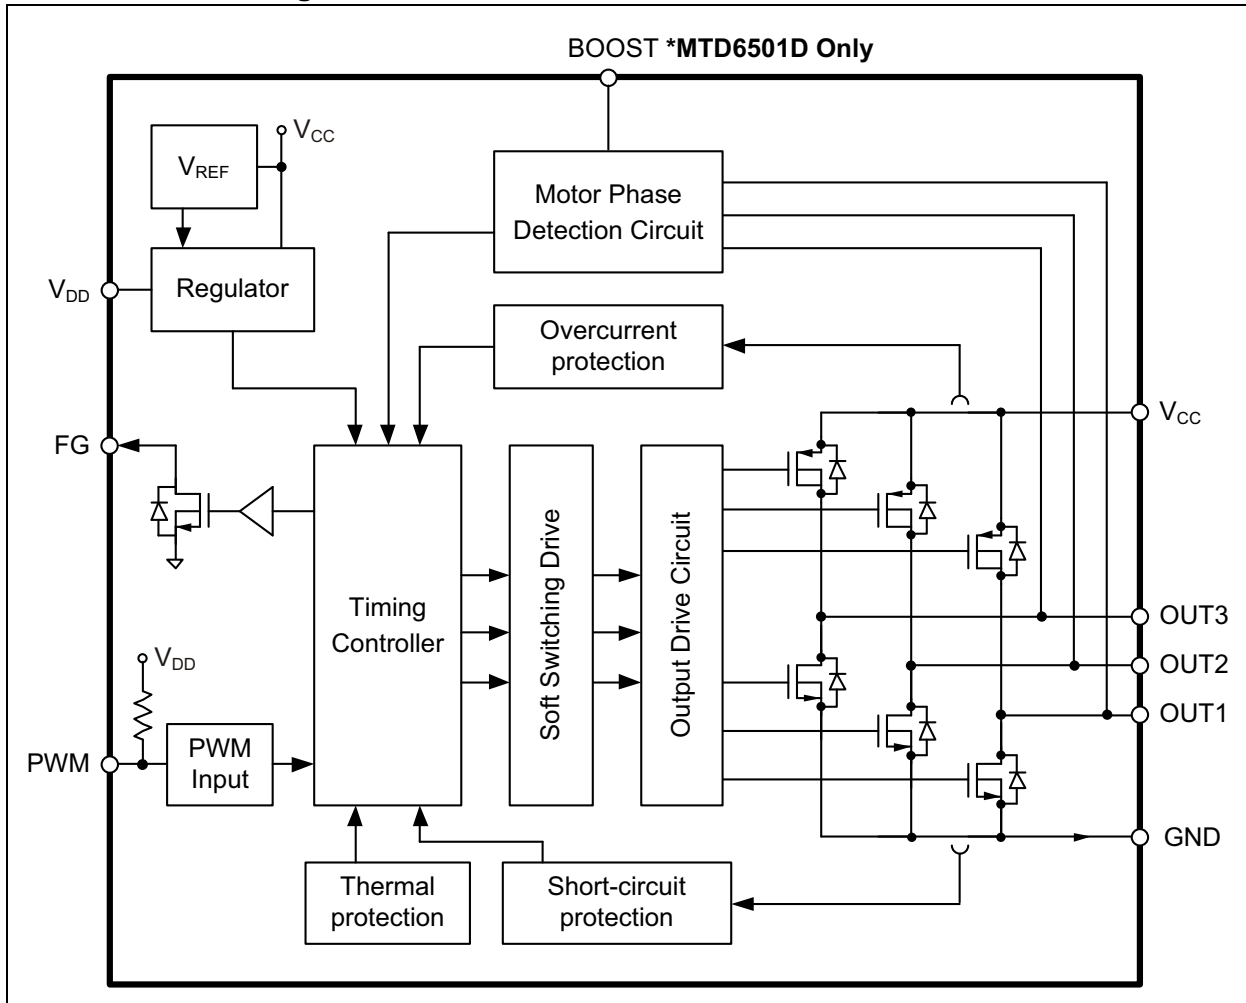 BOOST *MTD6501D Only
VCC
VREF
Motor Phase
Detection Circuit
VDD
Regulator
Overcurrent
protection
VCC
FG
Timing
Controller
Soft Switching Drive
Output Drive Circuit
OUT3
VDD
OUT2
OUT1
PWM
PWM
Input
GND
Thermal
protection
Short-circuit
protection